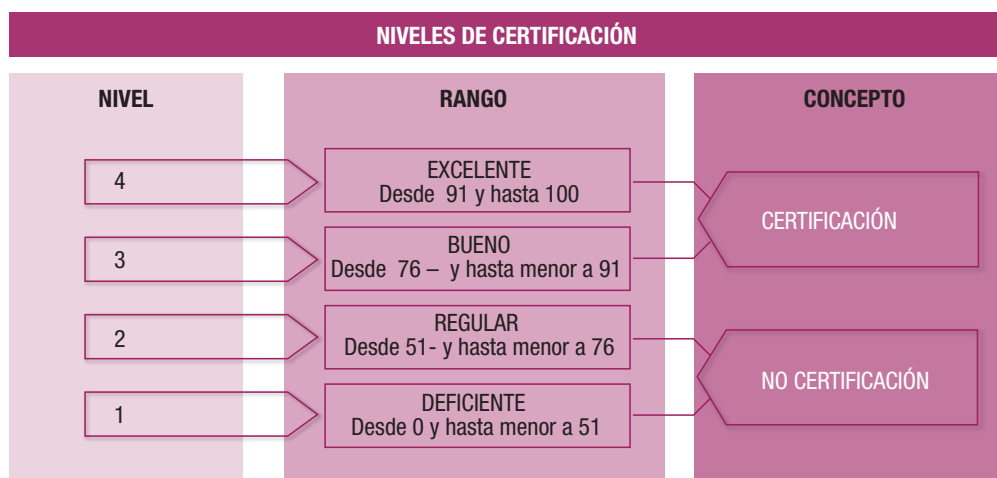 NIVELES DE CERTIFICACIÓN
NIVEL
RANGO
CONCEPTO
4
EXCELENTE
Desde 91 y hasta 100
CERTIFICACIÓN
3
BUENO
Desde 76 – y hasta menor a 91
2
REGULAR
Desde 51- y hasta menor a 76
NO CERTIFICACIÓN
1
DEFICIENTE
Desde 0 y hasta menor a 51